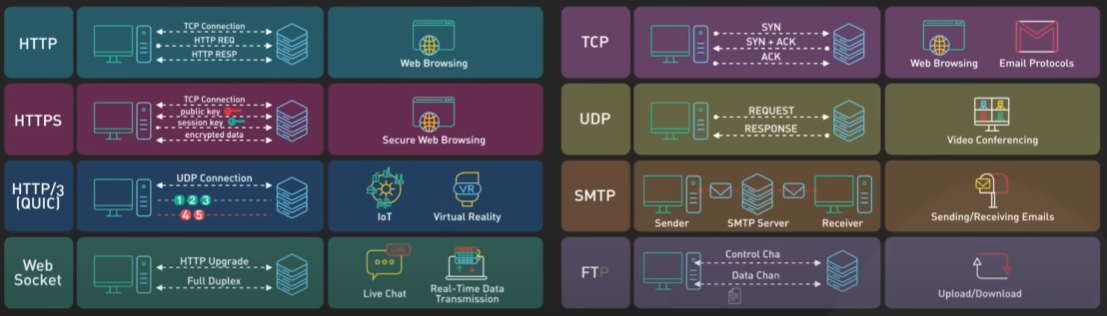 HTTP
TCP Connection
HTTP REQ
HTTP RESP
Web Browsing
HTTPS
TCP Connection
public key
session key
encrypted data
Secure Web Browsing
HTTP/3
(QUIC)
UDP Connection
1 2 3
4 5
IoT
VR
Virtual Reality
Web
Socket
HTTP Upgrade
Full Duplex
LIVE
Live Chat
Real-Time Data
Transmission
TCP
SYN
SYN + ACK
ACK
Web Browsing
Email Protocols
UDP
REQUEST
RESPONSE
Video Conferencing
SMTP
Sender
SMTP Server
Receiver
Sending/Receiving Emails
FTP
Control Cha
Data Chan
Upload/Download